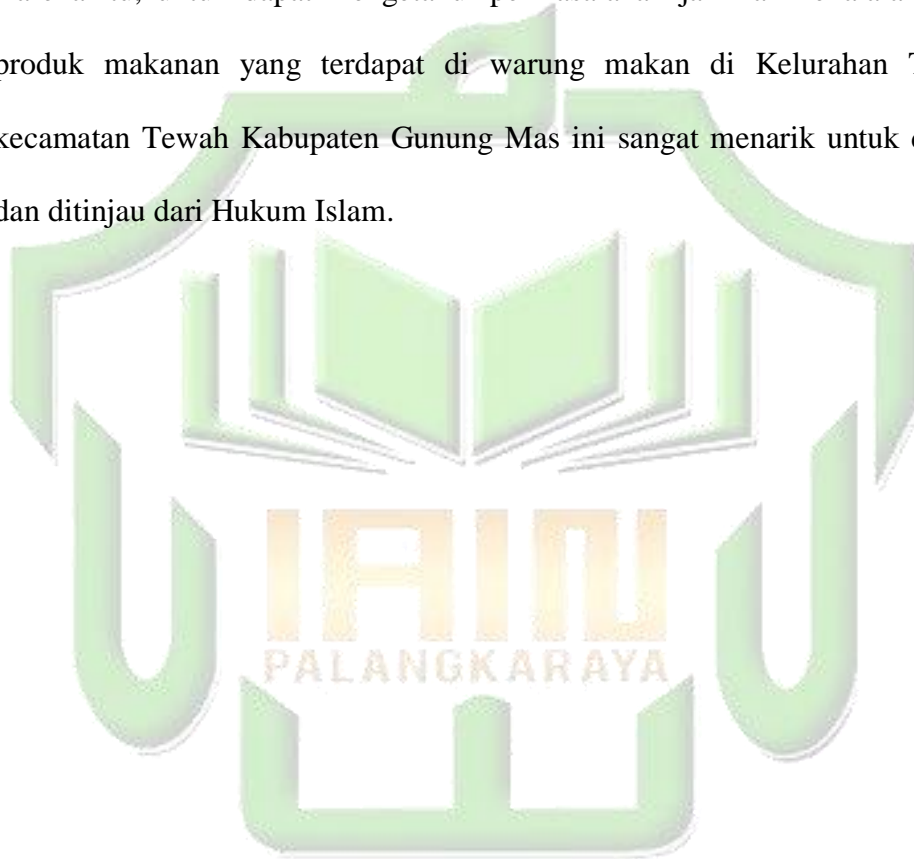 produk makanan yang terdapat di warung makan di Kelurahan
kecamatan Tewah Kabupaten Gunung Mas ini sangat menarik untuk
dan ditinjau dari Hukum Islam.
IAIN
PALANGKARAYA